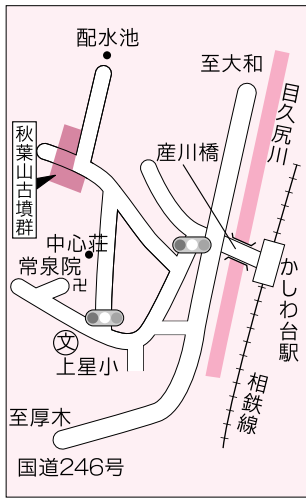 配水池
至大和
目久尻川
産川橋
秋葉山古墳群
中心荘
常泉院
卍
かしわ台駅
文
上星小
相鉄線
至厚木
国道246号